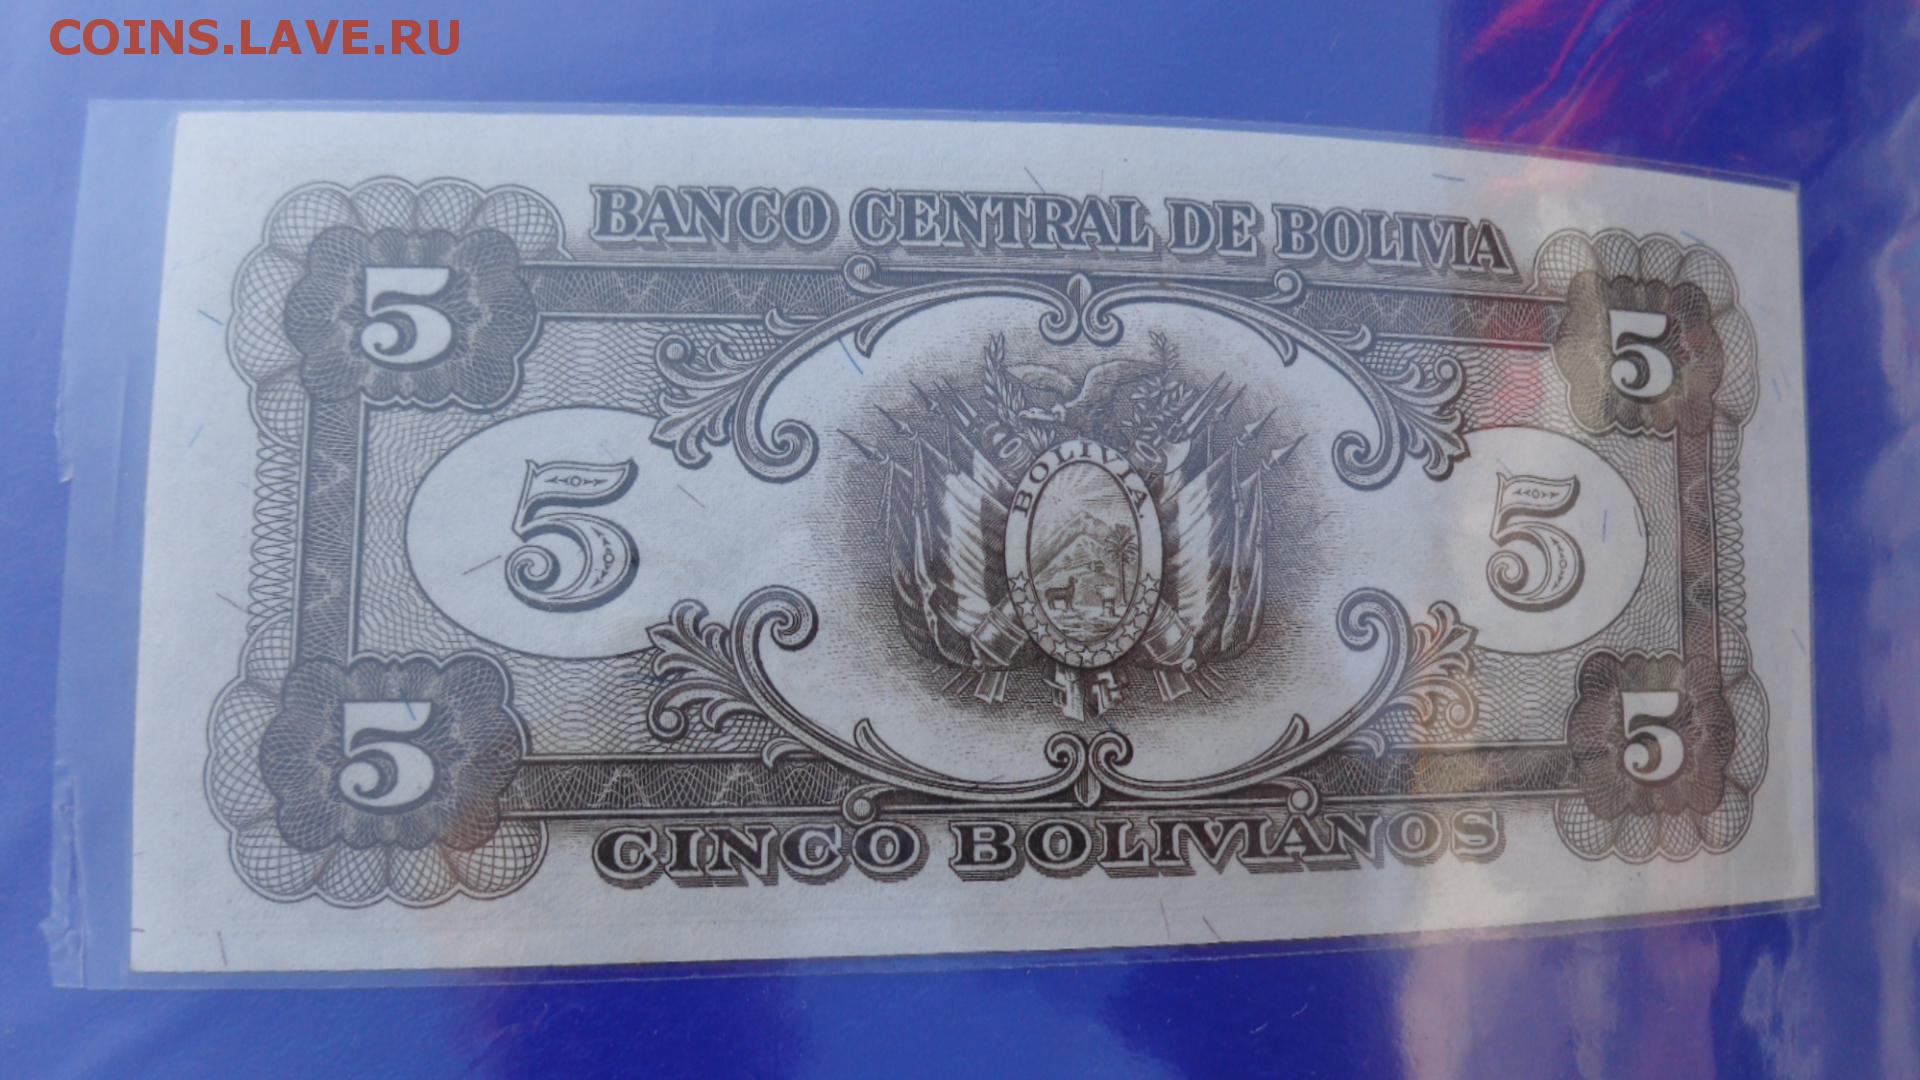 COINS.LAVE.RU
BANCO CENTRAL DE BOLIVIA
5 5
BOLIVIA.
5 5
5 5
CINCO BOLIVIANOS